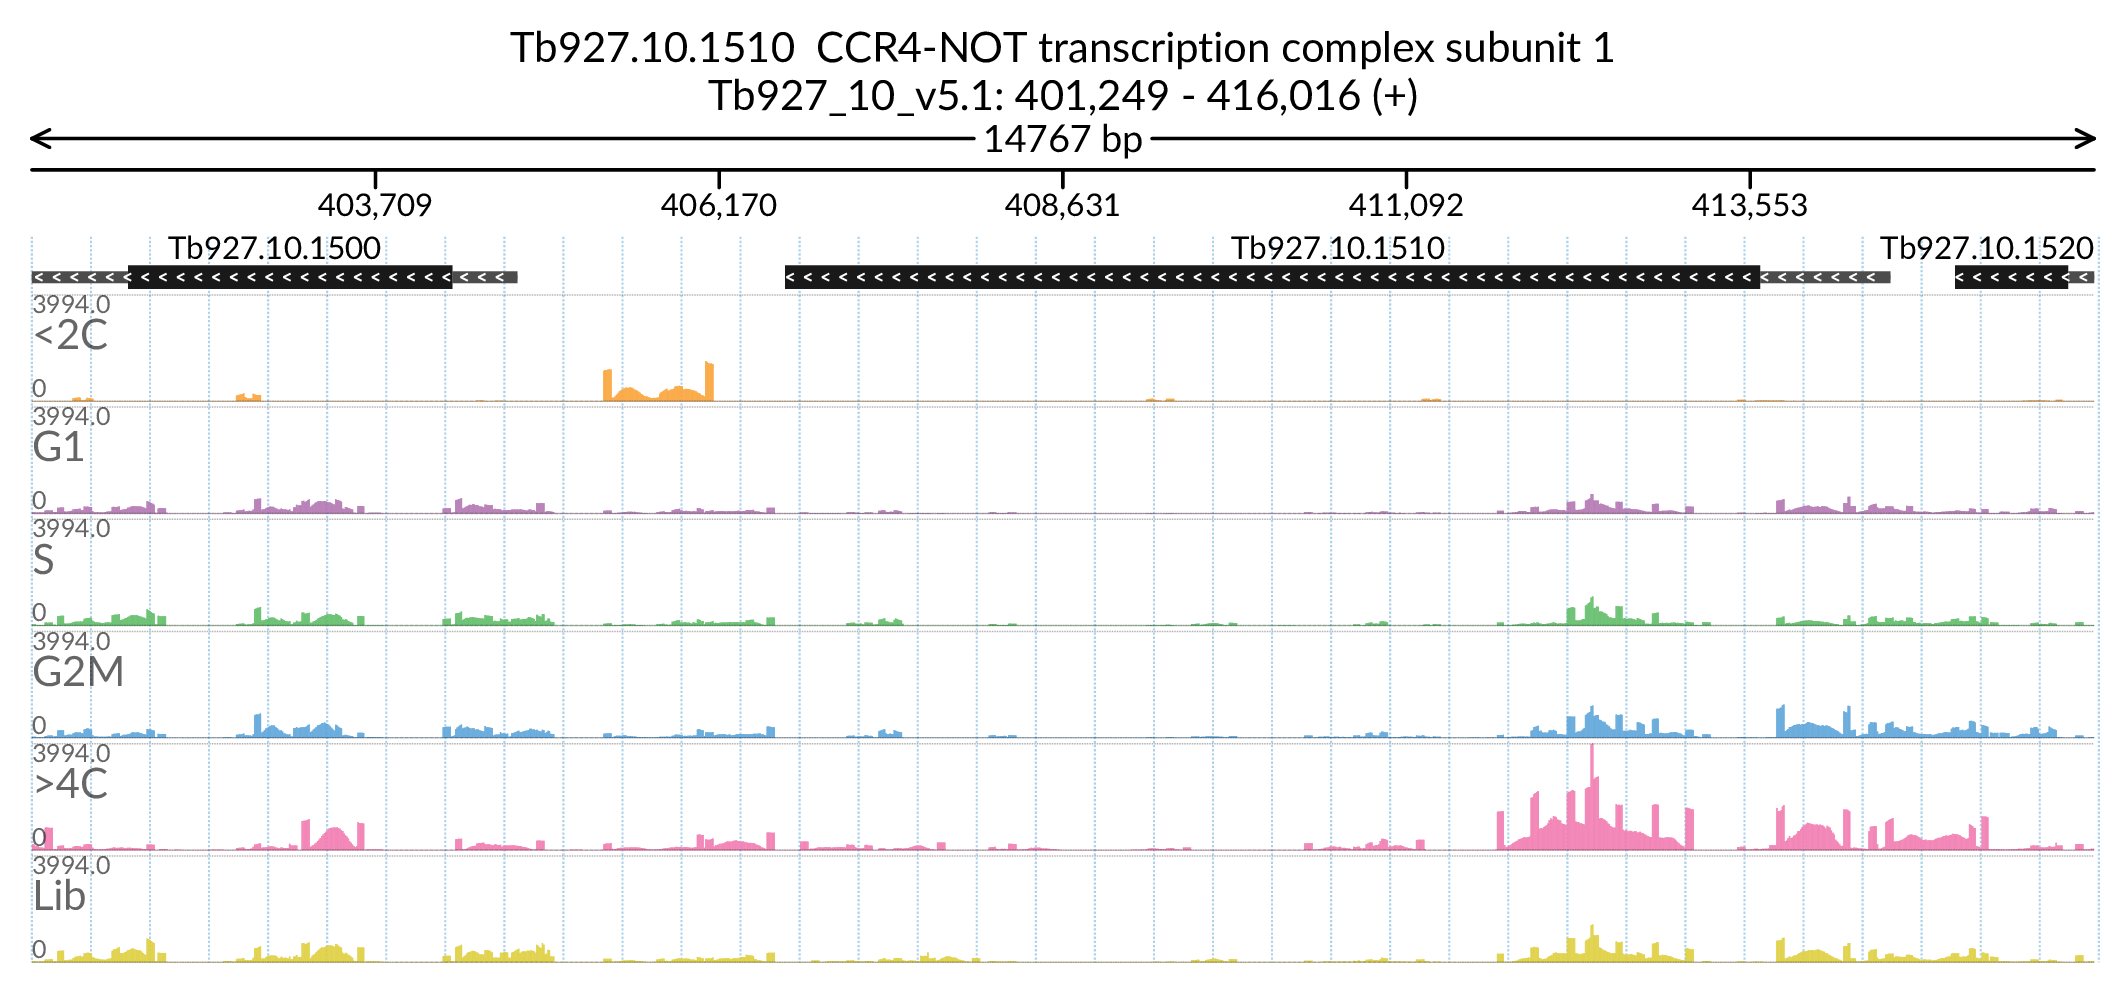 Tb927.10.1510  CCR4-NOT transcription complex subunit 1
Tb927_10_v5.1: 401,249 - 416,016 (+)
14767 bp
403,709 406,170 408,631 411,092 413,553
Tb927.10.1500 Tb927.10.1510 Tb927.10.1520
3994.0
<2C
0
3994.0
G1
0
3994.0
S
0
3994.0
G2M
0
3994.0
>4C
0
3994.0
Lib
0